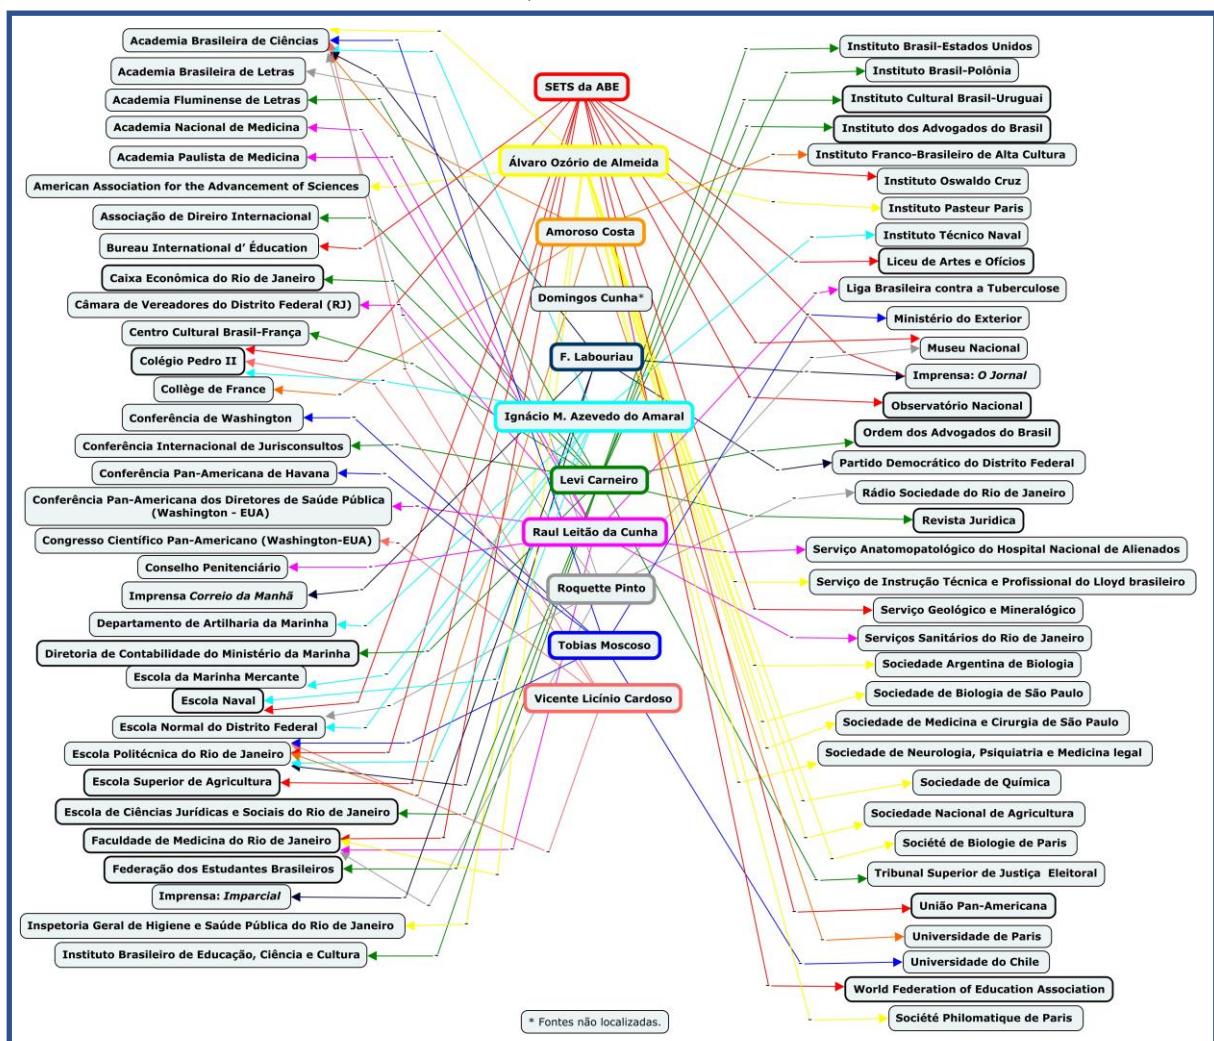 Academia Brasileira de Ciências
Academia Brasileira de Letras
Academia Fluminense de Letras
Academia Nacional de Medicina
Academia Paulista de Medicina
American Association for the Advancement of Sciences
Associação de Direiro Internacional
Bureau International d’ Éducation
Caixa Econômica do Rio de Janeiro
Câmara de Vereadores do Distrito Federal (RJ)
Centro Cultural Brasil-França
Colégio Pedro II
Collège de France
Conferência de Washington
Conferência Internacional de Jurisconsultos
Conferência Pan-Americana de Havana
Conferência Pan-Americana dos Diretores de Saúde Pública
(Washington - EUA)
Congresso Científico Pan-Americano (Washington-EUA)
Conselho Penitenciário
Imprensa Correio da Manhã
Departamento de Artilharia da Marinha
Diretoria de Contabilidade do Ministério da Marinha
Escola da Marinha Mercante
Escola Naval
Escola Normal do Distrito Federal
Escola Politécnica do Rio de Janeiro
Escola Superior de Agricultura
Escola de Ciências Jurídicas e Sociais do Rio de Janeiro
Faculdade de Medicina do Rio de Janeiro
Federação dos Estudantes Brasileiros
Imprensa: Imparcial
Inspetoria Geral de Higiene e Saúde Pública do Rio de Janeiro
Instituto Brasileiro de Educação, Ciência e Cultura
SETS da ABE
Álvaro Ozório de Almeida
Amoroso Costa
Domingos Cunha*
F. Labouriau
Ignácio M. Azevedo do Amaral
Levi Carneiro
Raul Leitão da Cunha
Roquette Pinto
Tobias Moscoso
Vicente Licínio Cardoso
* Fontes não localizadas.
Instituto Brasil-Estados Unidos
Instituto Brasil-Polônia
Instituto Cultural Brasil-Uruguai
Instituto dos Advogados do Brasil
Instituto Franco-Brasileiro de Alta Cultura
Instituto Oswaldo Cruz
Instituto Pasteur Paris
Instituto Técnico Naval
Liceu de Artes e Ofícios
Liga Brasileira contra a Tuberculose
Ministério do Exterior
Museu Nacional
Imprensa: O Jornal
Observatório Nacional
Ordem dos Advogados do Brasil
Partido Democrático do Distrito Federal
Rádio Sociedade do Rio de Janeiro
Revista Juridica
Serviço Anatomopatológico do Hospital Nacional de Alienados
Serviço de Instrução Técnica e Profissional do Lloyd brasileiro
Serviço Geológico e Mineralógico
Serviços Sanitários do Rio de Janeiro
Sociedade Argentina de Biologia
Sociedade de Biologia de São Paulo
Sociedade de Medicina e Cirurgia de São Paulo
Sociedade de Neurologia, Psiquiatria e Medicina legal
Sociedade de Química
Sociedade Nacional de Agricultura
Société de Biologie de Paris
Tribunal Superior de Justiça Eleitoral
União Pan-Americana
Universidade de Paris
Universidade do Chile
World Federation of Education Association
Société Philomatique de Paris